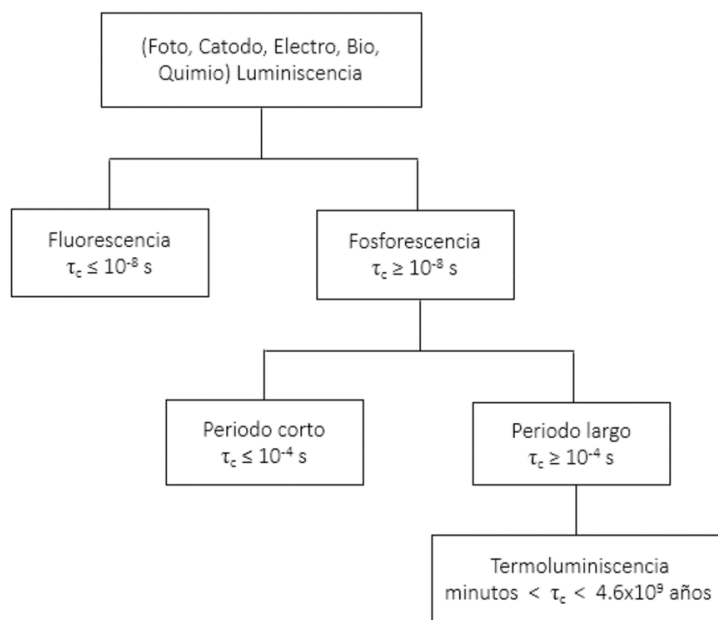 (Foto, Catodo, Electro, Bio,
Quimio) Luminiscencia
Fluorescencia
τc ≤ 10⁻⁸ s
Fosforescencia
τc ≥ 10⁻⁸ s
Periodo corto
τc ≤ 10⁻⁴ s
Periodo largo
τc ≥ 10⁻⁴ s
Termoluminiscencia
minutos < τc < 4.6x10⁹ años